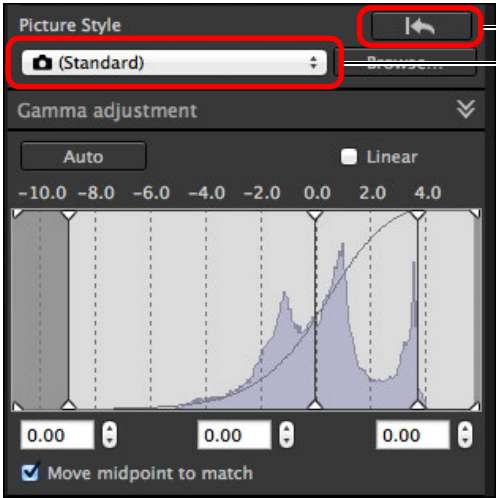 Picture Style
(Standard)
Browse...
Gamma adjustment
Auto
Linear
-10.0 -8.0 -6.0 -4.0 -2.0 0.0 2.0 4.0
0.00 0.00 0.00
Move midpoint to match